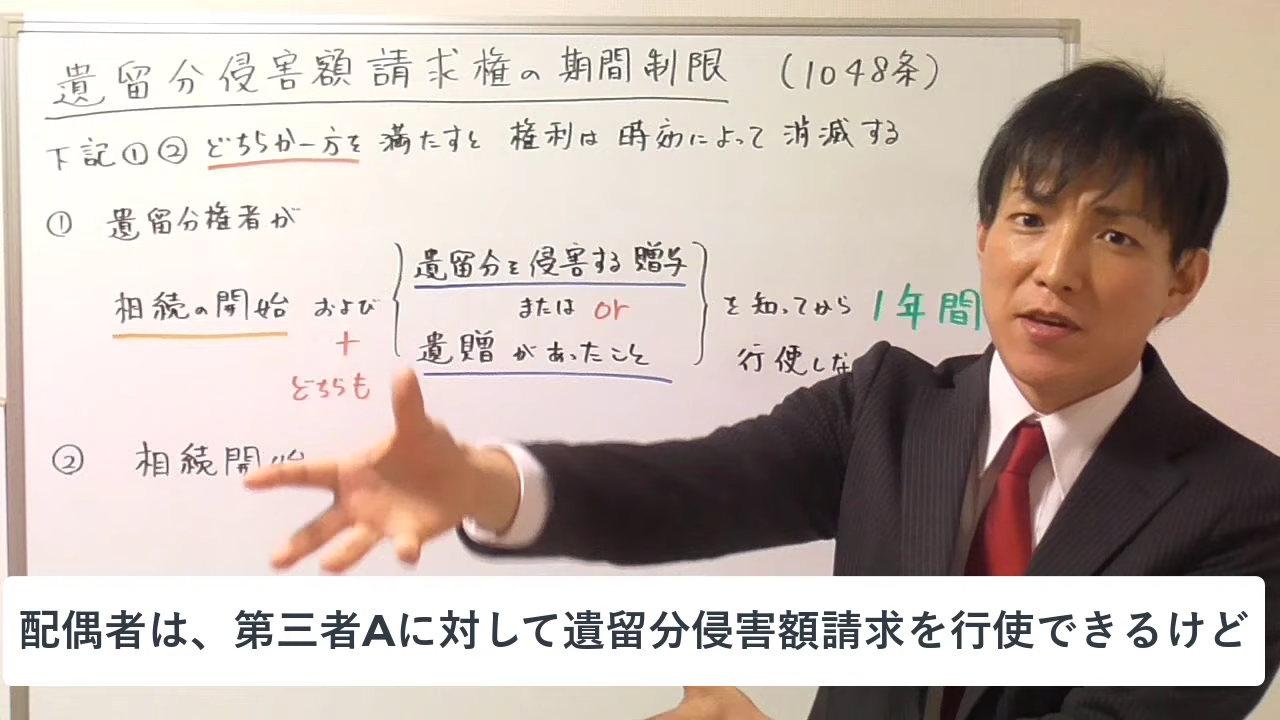 遺留分侵害額請求権の期間制限 (1048条)
下記①② どちらか一方を満たすと 権利は時効によって消滅する
① 遺留分権者が
相続の開始 および
+
どちらも
遺留分を侵害する贈与
または or
遺贈があったこと
を知ってから 1年間
行使しな
② 相続開始
配偶者は、第三者Aに対して遺留分侵害額請求を行使できるけど